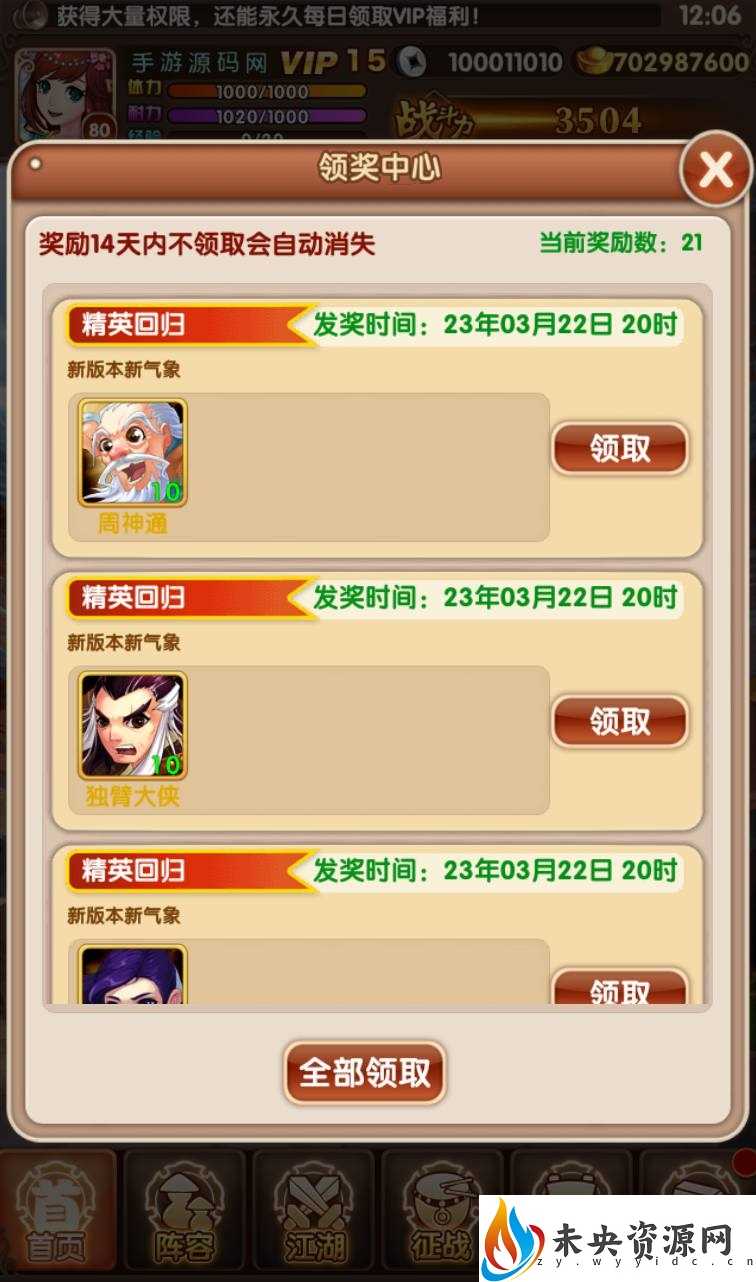 获得大量权限，还能永久每日领取VIP福利！
12:06
手游源码网 VIP 15 100011010 702987600
体力 1000/1000
耐力 1020/1000
经验
80
战斗力 3504
领奖中心
奖励14天内不领取会自动消失 当前奖励数：21
精英回归 发奖时间：23年03月22日 20时
新版本新气象
10
领取
周神通
精英回归 发奖时间：23年03月22日 20时
新版本新气象
10
领取
独臂大侠
精英回归 发奖时间：23年03月22日 20时
新版本新气象
领取
全部领取
首
首页 阵容 江湖 征战
未央资源网
zy.wyyidc.cn